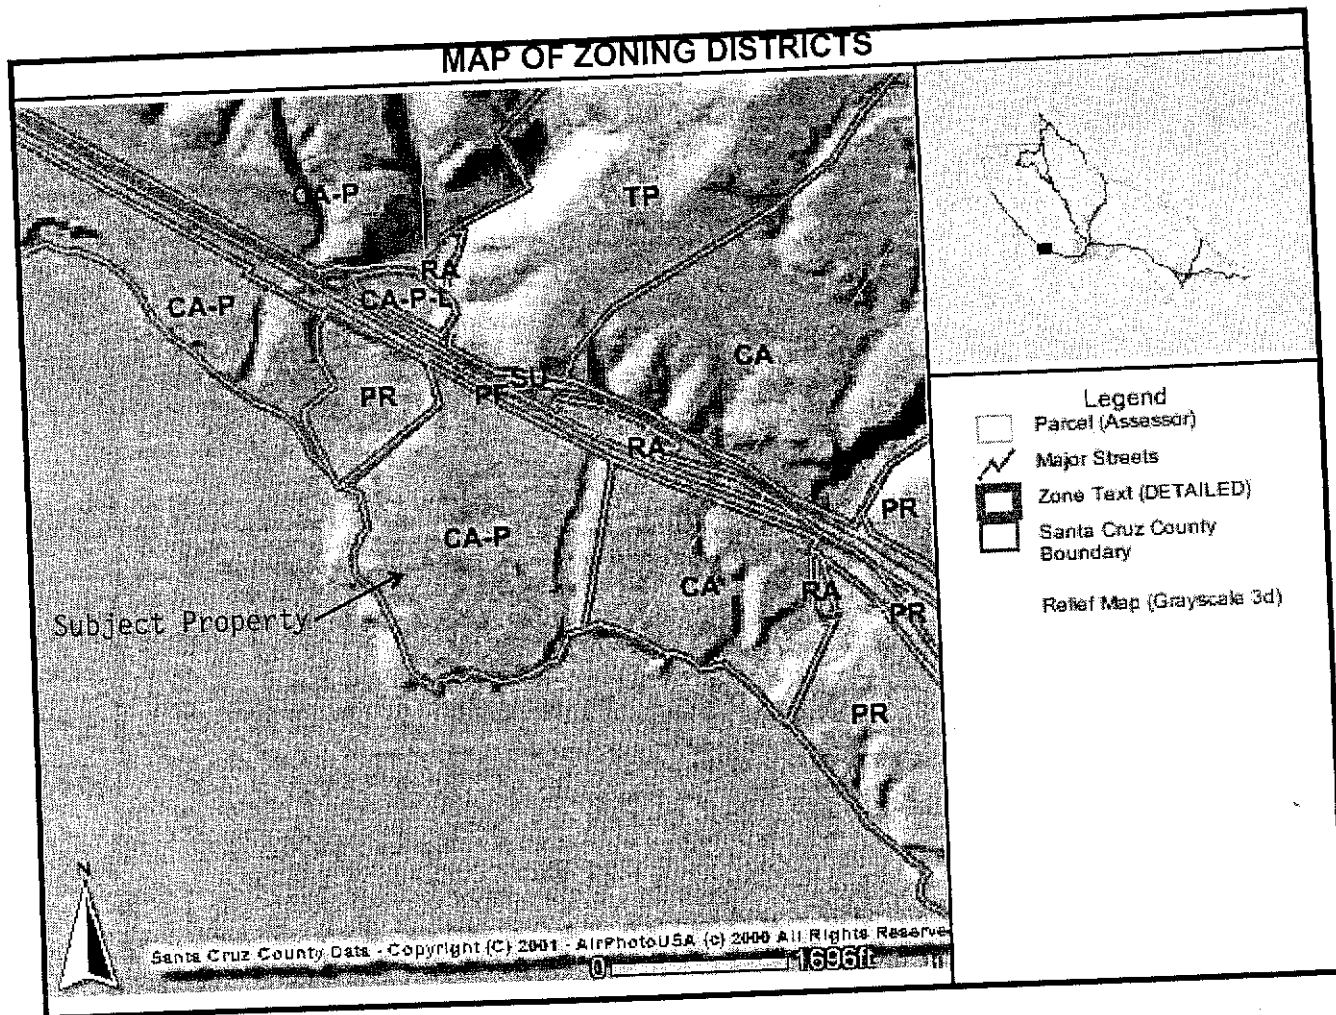 MAP OF ZONING DISTRICTS
CA-P
TP
RA
CA-P-L
CA-P
CA
SU
PF
PR
RA
PR
CA-P
CA
RA
PR
Subject Property
PR
N
Santa Cruz County Data - Copyright (C) 2001 - AirPhotoUSA (c) 2000 All Rights Reserve
0 1696ft
Legend
Parcel (Assessor)
Major Streets
Zone Text (DETAILED)
Santa Cruz County
Boundary
Relief Map (Grayscale 3d)